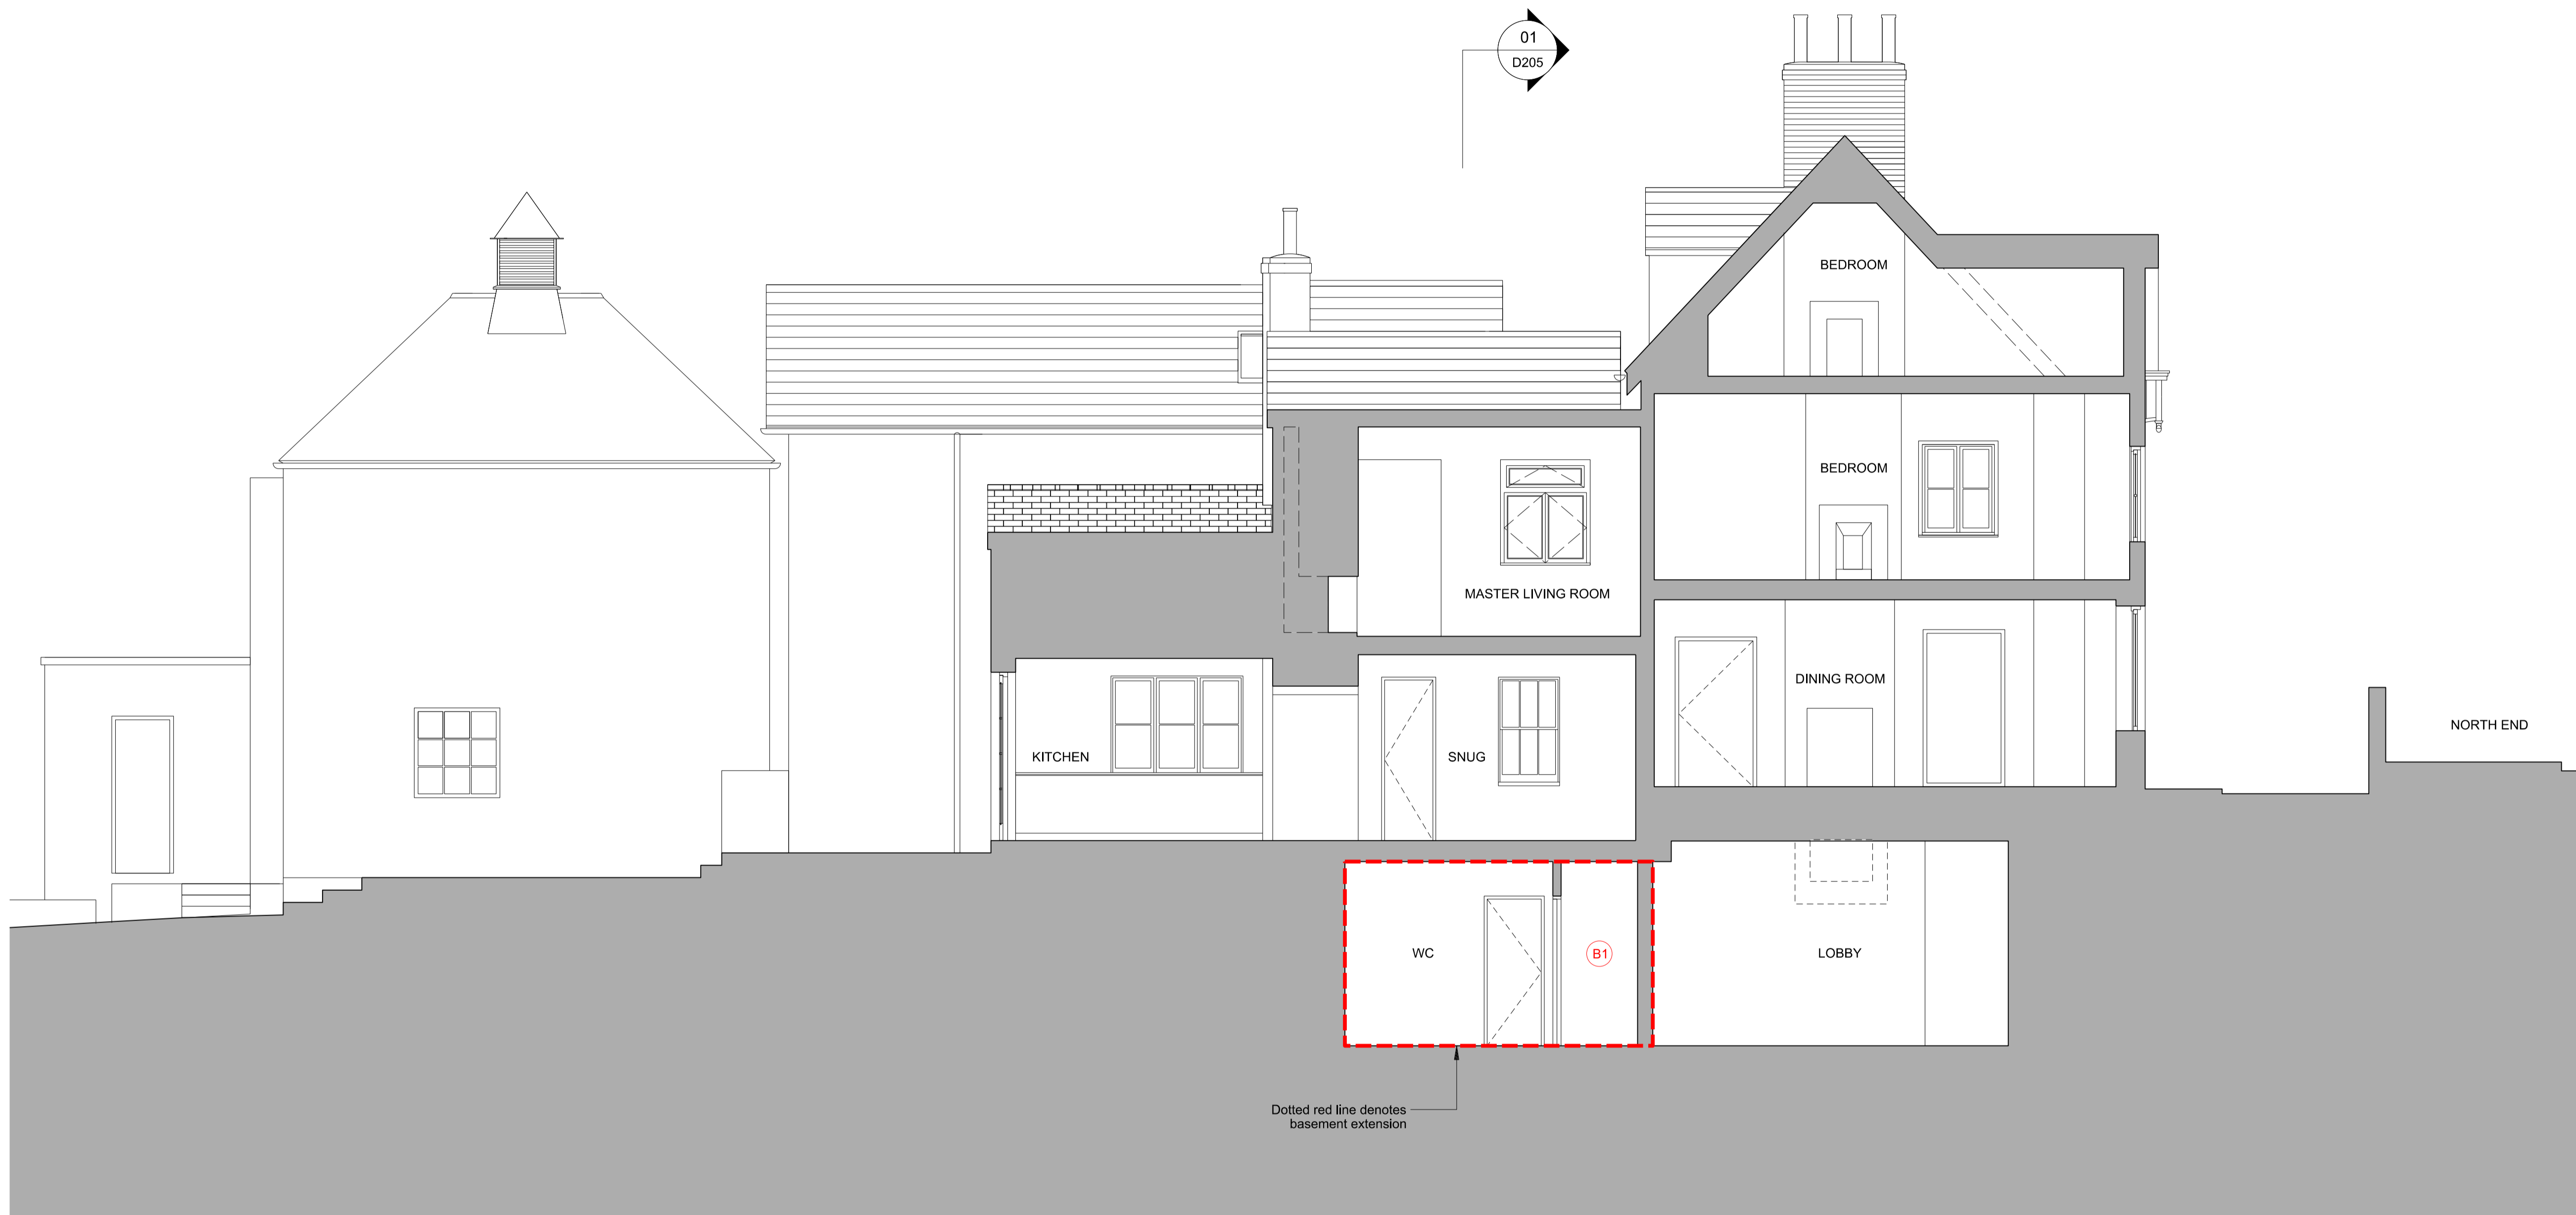 01
D205
BEDROOM
BEDROOM
MASTER LIVING ROOM
DINING ROOM
NORTH END
KITCHEN
SNUG
WC
B1
LOBBY
Dotted red line denotes
basement extension